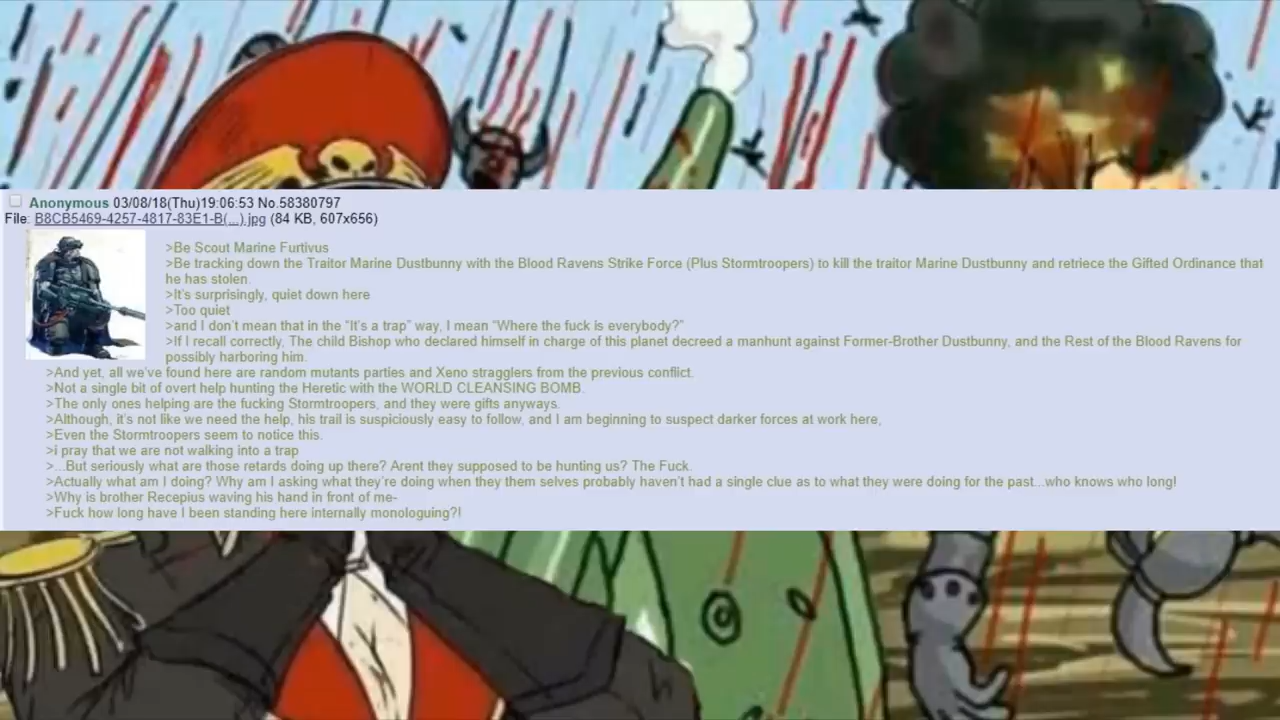 Anonymous 03/08/18(Thu)19:06:53 No.58380797
File: B8CB5469-4257-4817-83E1-B(...).jpg (84 KB, 607x656)
>Be Scout Marine Furtivus
>Be tracking down the Traitor Marine Dustbunny with the Blood Ravens Strike Force (Plus Stormtroopers) to kill the traitor Marine Dustbunny and retriece the Gifted Ordinance that
he has stolen.
>It's surprisingly, quiet down here
>Too quiet
>and I don't mean that in the "It's a trap" way, I mean "Where the fuck is everybody?"
>If I recall correctly, The child Bishop who declared himself in charge of this planet decreed a manhunt against Former-Brother Dustbunny, and the Rest of the Blood Ravens for
possibly harboring him.
>And yet, all we've found here are random mutants parties and Xeno stragglers from the previous conflict.
>Not a single bit of overt help hunting the Heretic with the WORLD CLEANSING BOMB.
>The only ones helping are the fucking Stormtroopers, and they were gifts anyways.
>Although, it's not like we need the help, his trail is suspiciously easy to follow, and I am beginning to suspect darker forces at work here,
>Even the Stormtroopers seem to notice this.
>i pray that we are not walking into a trap
>...But seriously what are those retards doing up there? Arent they supposed to be hunting us? The Fuck.
>Actually what am I doing? Why am I asking what they're doing when they them selves probably haven't had a single clue as to what they were doing for the past...who knows who long!
>Why is brother Recepius waving his hand in front of me-
>Fuck how long have I been standing here internally monologuing?!